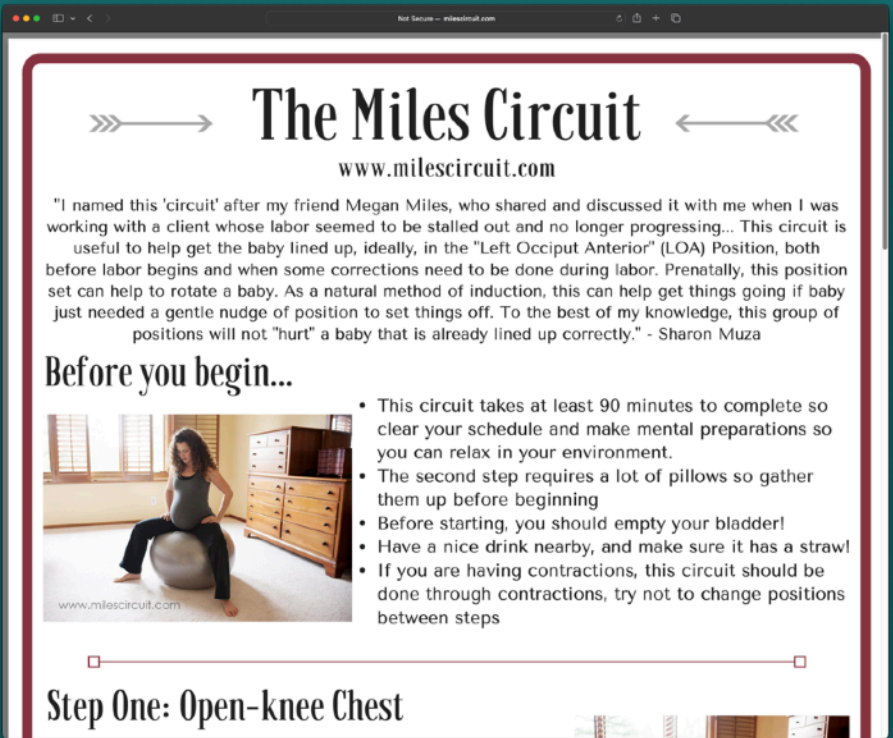 Not Secure — milescircuit.com
The Miles Circuit
www.milescircuit.com
"I named this 'circuit' after my friend Megan Miles, who shared and discussed it with me when I was
working with a client whose labor seemed to be stalled out and no longer progressing... This circuit is
useful to help get the baby lined up, ideally, in the "Left Occiput Anterior" (LOA) Position, both
before labor begins and when some corrections need to be done during labor. Prenatally, this position
set can help to rotate a baby. As a natural method of induction, this can help get things going if baby
just needed a gentle nudge of position to set things off. To the best of my knowledge, this group of
positions will not "hurt" a baby that is already lined up correctly." - Sharon Muza
Before you begin...
• This circuit takes at least 90 minutes to complete so
clear your schedule and make mental preparations so
you can relax in your environment.
• The second step requires a lot of pillows so gather
them up before beginning
• Before starting, you should empty your bladder!
• Have a nice drink nearby, and make sure it has a straw!
• If you are having contractions, this circuit should be
done through contractions, try not to change positions
between steps
www.milescircuit.com
Step One: Open-knee Chest